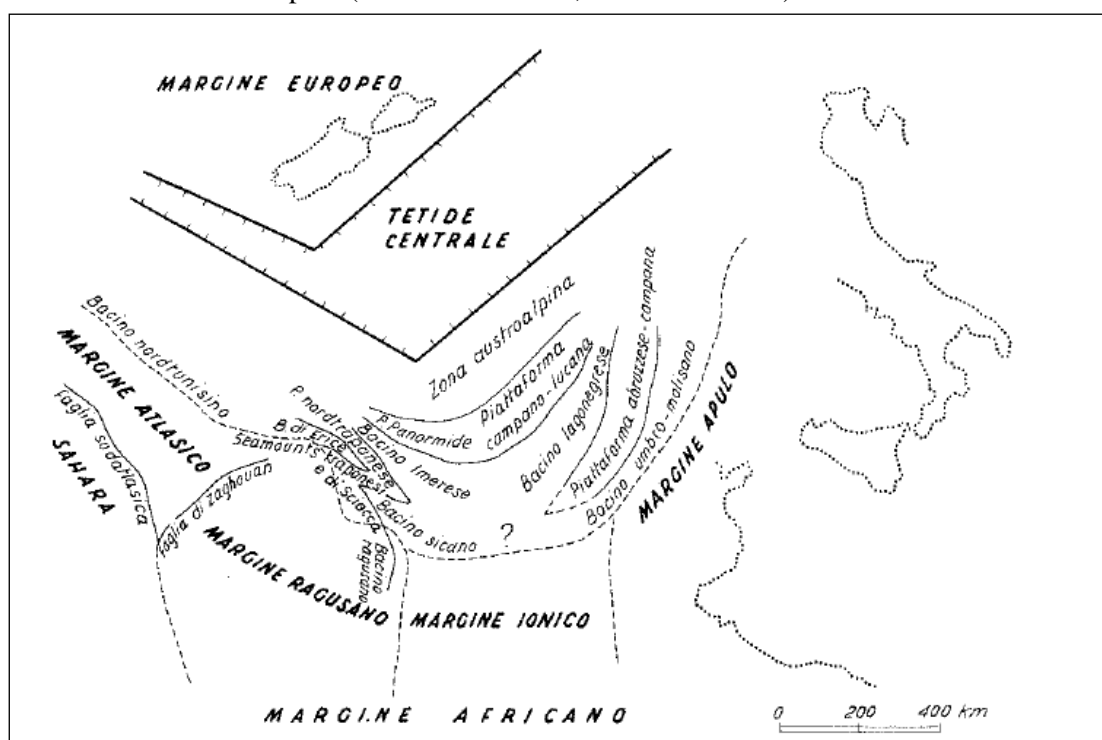 MARGINE EUROPEO
TETIDE
CENTRALE
Bacino nordtunisino
MARGINE ATLASICO
Faglia sudatlasica
SAHARA
Faglia di Zaghouan
Seamounts trapanesi
e di Sciacca
B. di Erice
P. nordtrapanese
Bacino Imerese
P. Panormide
Zona austroalpina
Piattaforma
campano-lucana
Bacino lagonegrese
Piattaforma abruzzese-campana
Bacino umbro-molisano
MARGINE APULO
Bacino sicano
?
Bacino
ragusano
MARGINE RAGUSANO
MARGINE IONICO
MARGINE AFRICANO
0 200 400 km